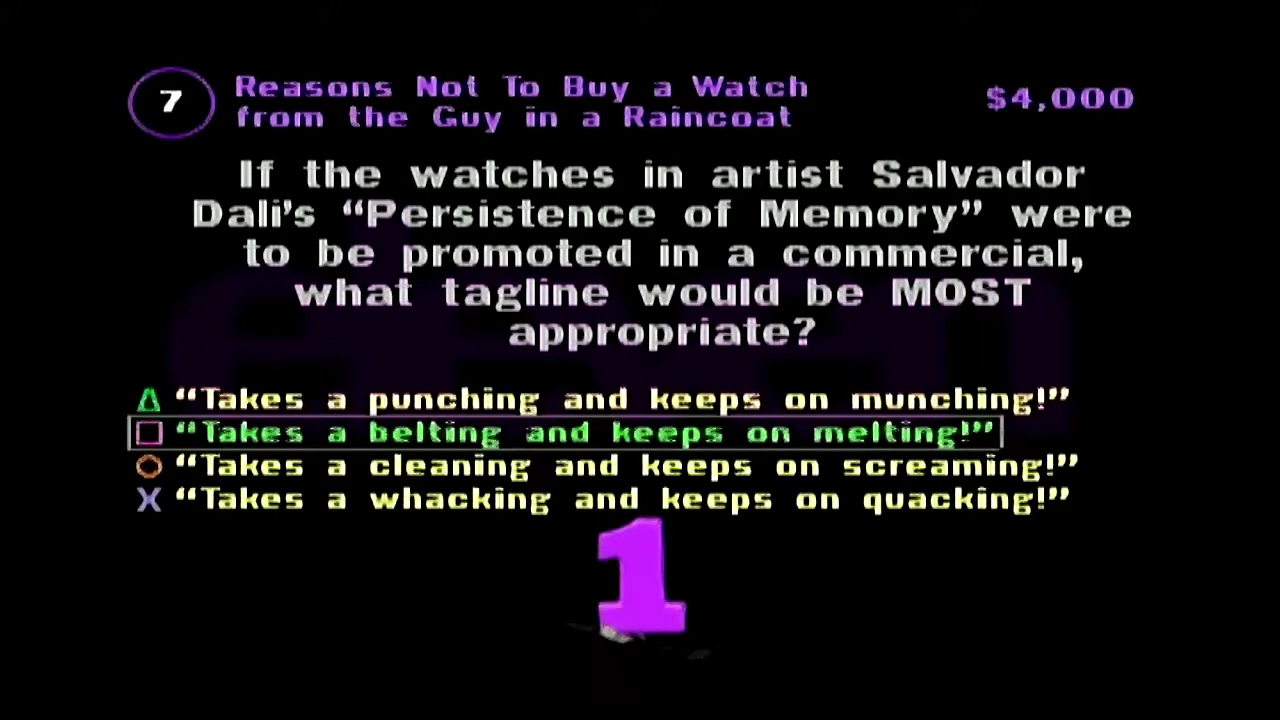 7
Reasons Not To Buy a Watch
from the Guy in a Raincoat
$4,000
If the watches in artist Salvador
Dali's “Persistence of Memory” were
to be promoted in a commercial,
what tagline would be MOST
appropriate?
“Takes a punching and keeps on munching!”
“Takes a belting and keeps on melting!”
“Takes a cleaning and keeps on screaming!”
X “Takes a whacking and keeps on quacking!”
1